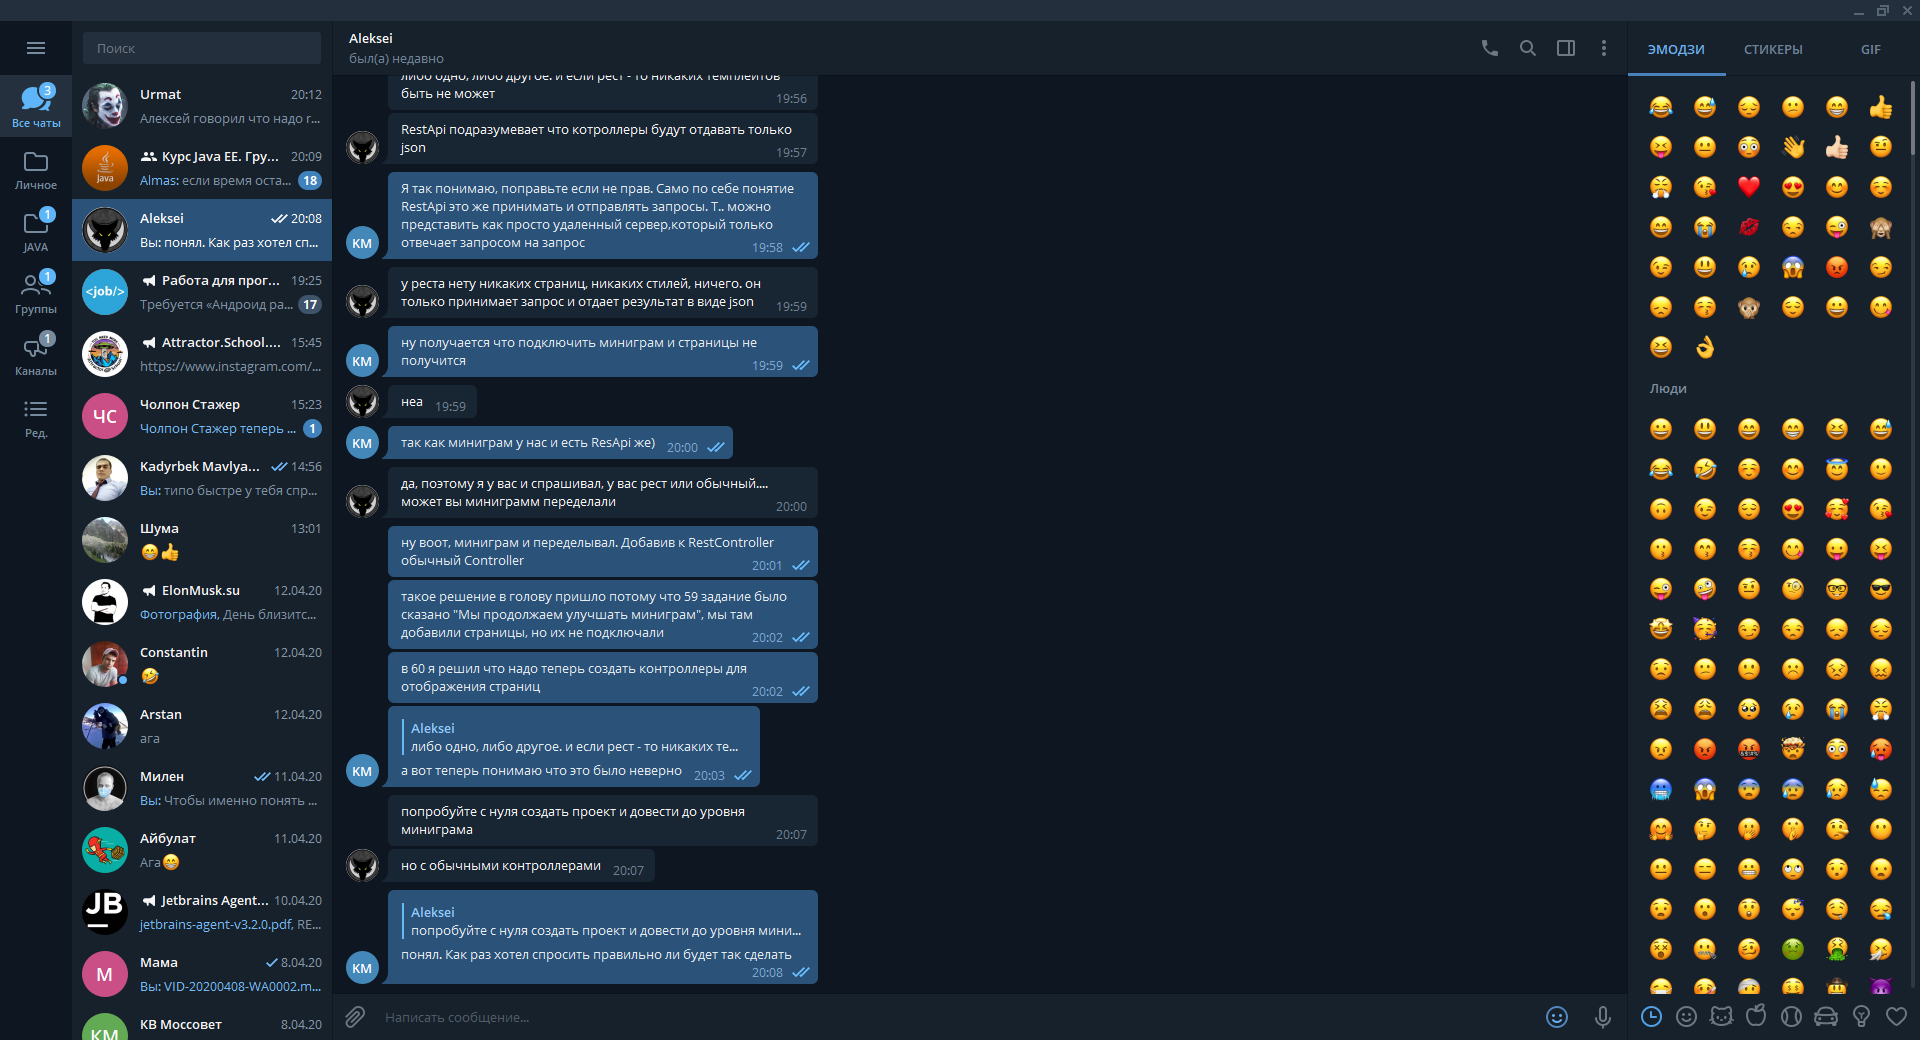 Поиск
Все чаты
3
Личное
JAVA
1
Группы
1
Каналы
1
Ред.
Urmat 20:12
Алексей говорил что надо г...
Курс Java EE. Гру... 20:09
Almas: если время оста... 18
Java
Aleksei 20:08
Вы: понял. Как раз хотел сп...
Работа для прог... 19:25
Требуется «Андроид ра... 17
<job/>
Attractor.School.... 15:45
https://www.instagram.com/...
Чолпон Стажер 15:23
Чолпон Стажер теперь ... 1
ЧС
Kadyrbek Mavlya... 14:56
Вы: типо быстре у тебя спр...
Шума 13:01
ElonMusk.su 12.04.20
Фотография, День близитс...
Constantin 12.04.20
Arstan 12.04.20
ага
Милен 11.04.20
Вы: Чтобы именно понять ...
Айбулат 11.04.20
Ага
Jetbrains Agent... 10.04.20
jetbrains-agent-v3.2.0.pdf, RE...
JB
Мама 8.04.20
Вы: VID-20200408-WA0002.m...
М
КВ Моссовет 8.04.20
КМ
Aleksei
был(а) недавно
либо одно, либо другое. и если рест - то никаких темплейтов
быть не может 19:56
RestApi подразумевает что котроллеры будут отдавать только
json 19:57
Я так понимаю, поправьте если не прав. Само по себе понятие
RestApi это же принимать и отправлять запросы. Т.. можно
представить как просто удаленный сервер,который только
отвечает запросом на запрос 19:58
KM
у реста нету никаких страниц, никаких стилей, ничего. он
только принимает запрос и отдает результат в виде json 19:59
ну получается что подключить миниграм и страницы не
получится 19:59
KM
неа 19:59
так как миниграм у нас и есть ResApi же) 20:00
KM
да, поэтому я у вас и спрашивал, у вас рест или обычный....
может вы миниграмм переделали 20:00
ну воот, миниграм и переделывал. Добавив к RestController
обычный Controller 20:01
такое решение в голову пришло потому что 59 задание было
сказано "Мы продолжаем улучшать миниграм", мы там
добавили страницы, но их не подключали 20:02
в 60 я решил что надо теперь создать контроллеры для
отображения страниц 20:02
Aleksei
либо одно, либо другое. и если рест - то никаких те...
а вот теперь понимаю что это было неверно 20:03
KM
попробуйте с нуля создать проект и довести до уровня
миниграма 20:07
но с обычными контроллерами 20:07
Aleksei
попробуйте с нуля создать проект и довести до уровня мини...
понял. Как раз хотел спросить правильно ли будет так сделать
20:08
KM
Написать сообщение...
ЭМОДЗИ СТИКЕРЫ GIF
Люди